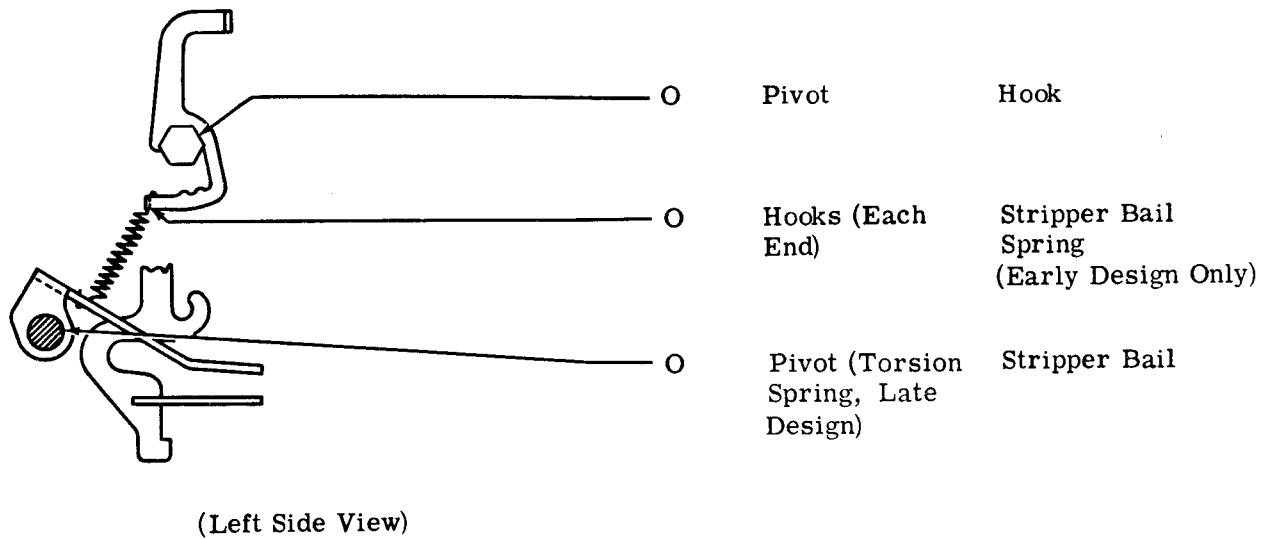 O Pivot Hook
O Hooks (Each Stripper Bail
End) Spring
(Early Design Only)
O Pivot (Torsion Stripper Bail
Spring, Late
Design)
(Left Side View)